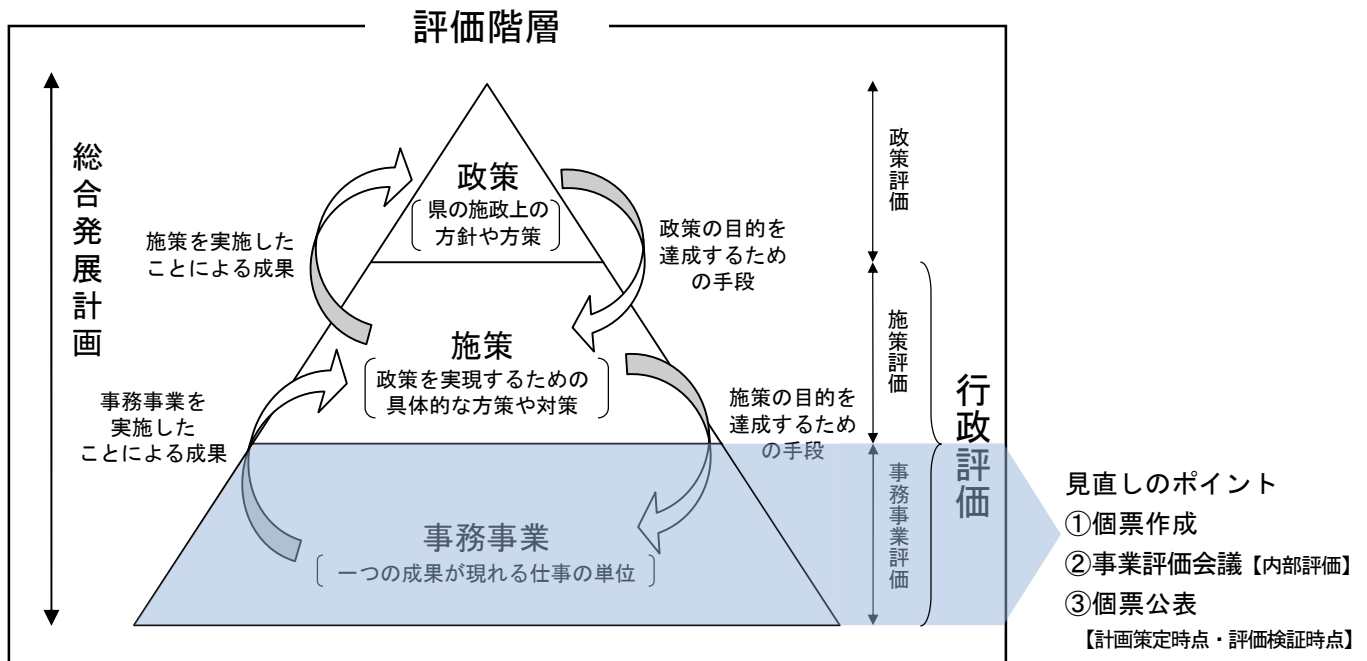 評価階層
総合発展計画
政策
県の施政上の
方針や方策
施策を実施した
ことによる成果
政策の目的を
達成するため
の手段
施策
政策を実現するための
具体的な方策や対策
事務事業を
実施した
ことによる成果
施策の目的を
達成するため
の手段
事務事業
一つの成果が現れる仕事の単位
政策評価
施策評価
事務事業評価
行政評価
見直しのポイント
①個票作成
②事業評価会議【内部評価】
③個票公表
【計画策定時点・評価検証時点】